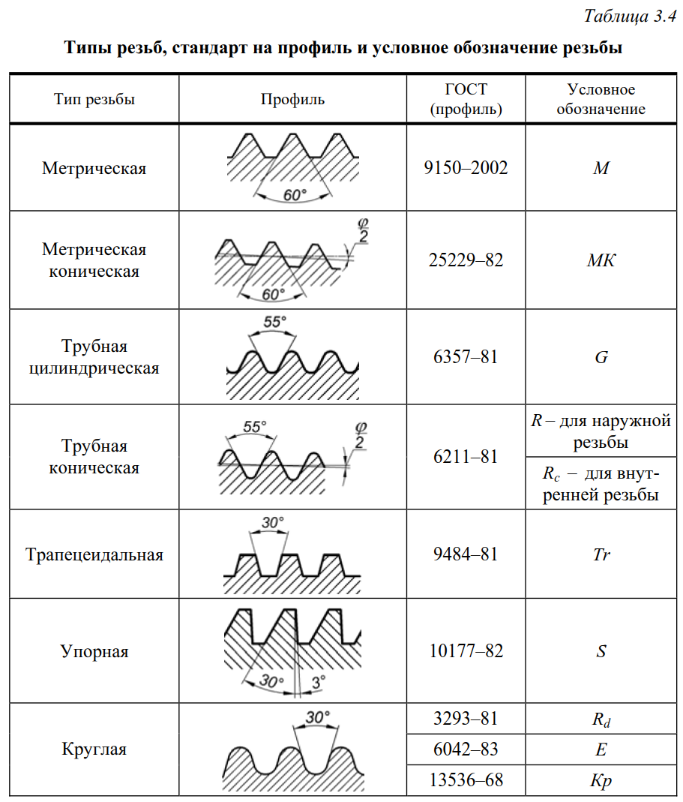 Таблица 3.4
Типы резьб, стандарт на профиль и условное обозначение резьбы
Тип резьбы
Профиль
ГОСТ
(профиль)
Условное
обозначение
Метрическая
60°
9150–2002
М
Метрическая
коническая
φ
2
60°
25229–82
МК
Трубная
цилиндрическая
55°
6357–81
G
Трубная
коническая
55°
φ
2
6211–81
R – для наружной
резьбы
Rc – для внут-
ренней резьбы
Трапецеидальная
30°
9484–81
Tr
Упорная
30°
3°
10177–82
S
Круглая
30°
3293–81
Rd
6042–83
Е
13536–68
Кр